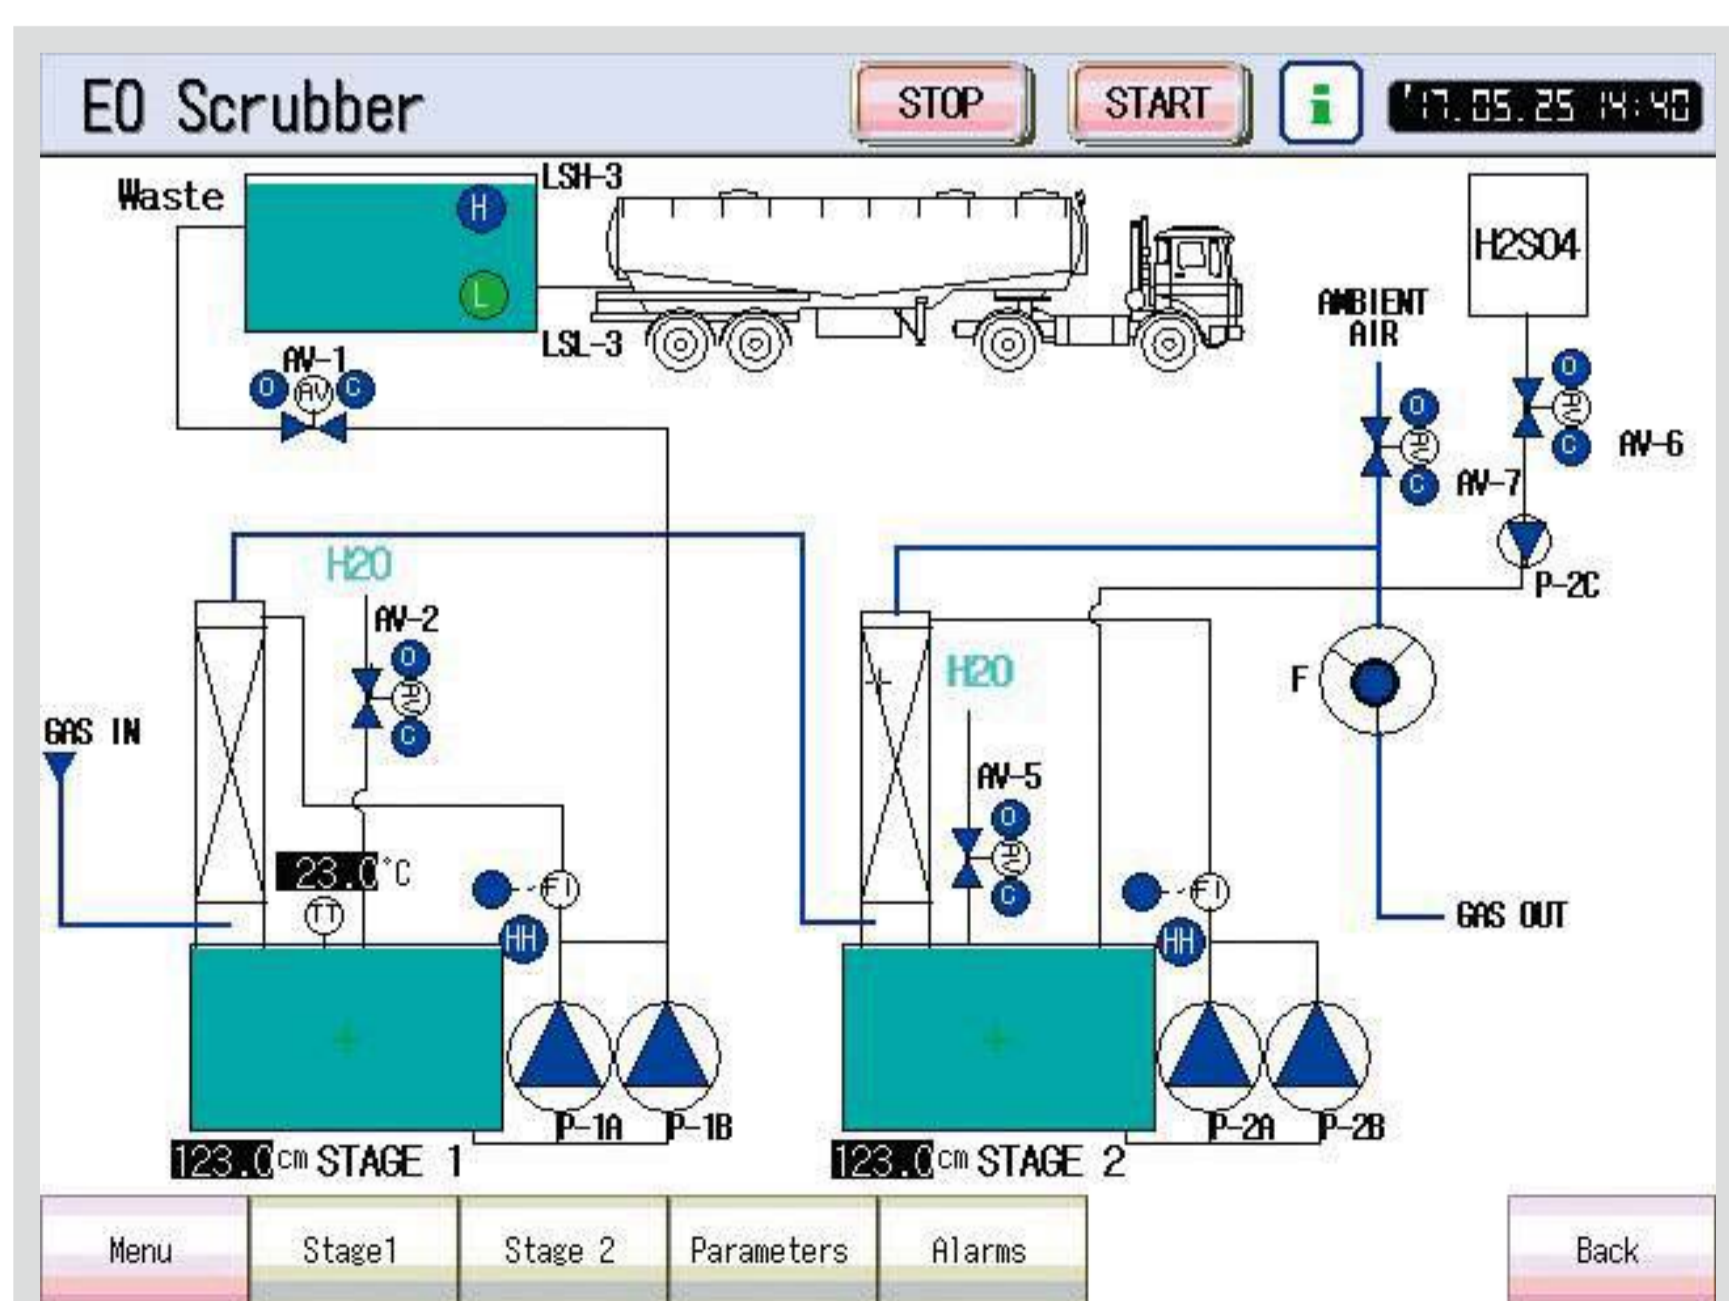 EO Scrubber
STOP
START
i
'17.05.25 14:40
Waste
H
LSH-3
L
LSL-3
H2SO4
AMBIENT
AIR
AV-1
O AV C
O
AV
C
AV-6
O
AV
C
AV-7
P-2C
H2O
AV-2
O
AV
C
H2O
F
GAS IN
AV-5
O
AV
C
23.0°C
TT
FI
HH
FI
HH
GAS OUT
P-1A
P-1B
P-2A
P-2B
123.0cm STAGE 1
123.0cm STAGE 2
Menu
Stage1
Stage 2
Parameters
Alarms
Back